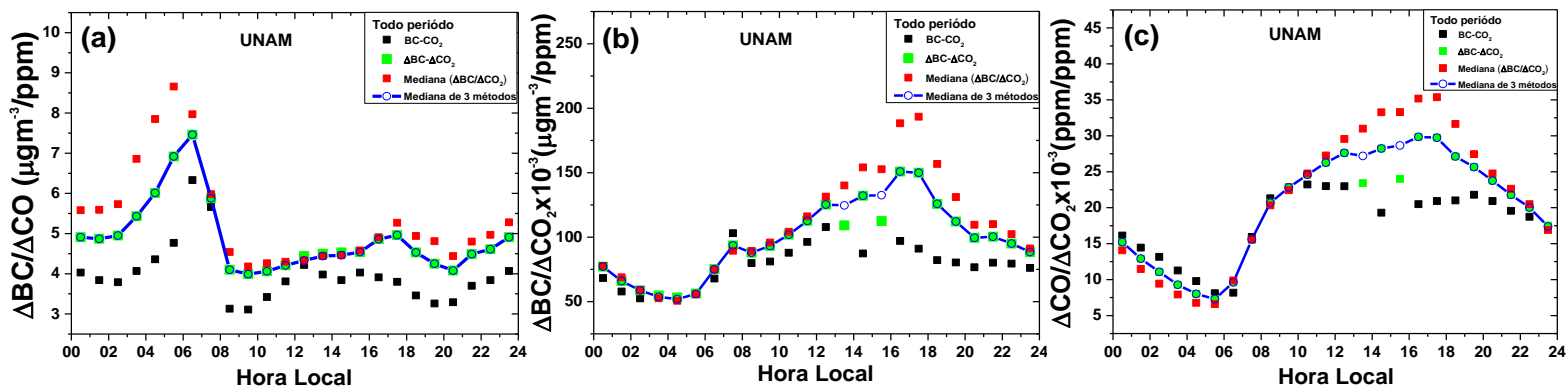 (a)
UNAM
Todo periódo
BC-CO₂
ΔBC-ΔCO₂
Mediana (ΔBC/ΔCO₂)
Mediana de 3 métodos
ΔBC/ΔCO (µgm⁻³/ppm)
10
9
8
7
6
5
4
3
00 02 04 06 08 10 12 14 16 18 20 22 24
Hora Local
(b)
UNAM
Todo periódo
BC-CO₂
ΔBC-ΔCO₂
Mediana (ΔBC/ΔCO₂)
Mediana de 3 métodos
ΔBC/ΔCO₂x10⁻³(µgm⁻³/ppm)
250
200
150
100
50
00 02 04 06 08 10 12 14 16 18 20 22 24
Hora Local
(c)
UNAM
Todo periódo
BC-CO₂
ΔBC-ΔCO₂
Mediana (ΔBC/ΔCO₂)
Mediana de 3 métodos
ΔCO/ΔCO₂x10⁻³(ppm/ppm)
45
40
35
30
25
20
15
10
5
00 02 04 06 08 10 12 14 16 18 20 22 24
Hora Local